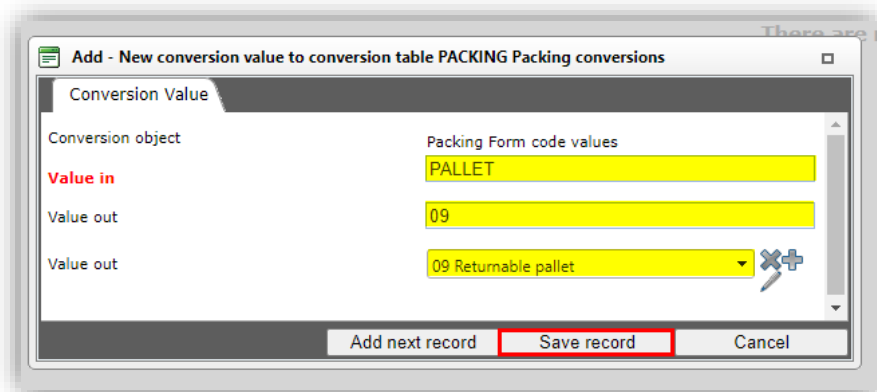 There are
Add - New conversion value to conversion table PACKING Packing conversions
Conversion Value
Conversion object
Packing Form code values
Value in
PALLET
Value out
09
Value out
09 Returnable pallet
Add next record
Save record
Cancel